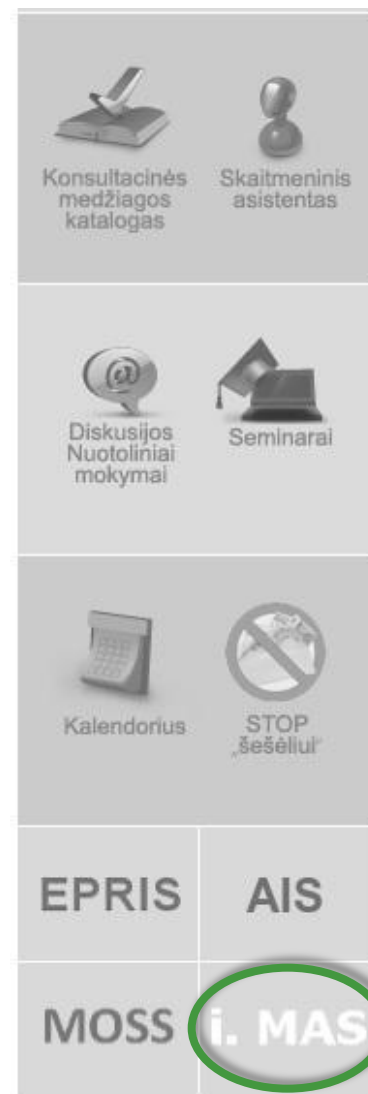 Konsultacinės
medžiagos
katalogas
Skaitmeninis
asistentas
Diskusijos
Nuotoliniai
mokymai
Seminarai
Kalendorius
STOP
„šešėliui“
EPRIS
AIS
MOSS
i. MAS